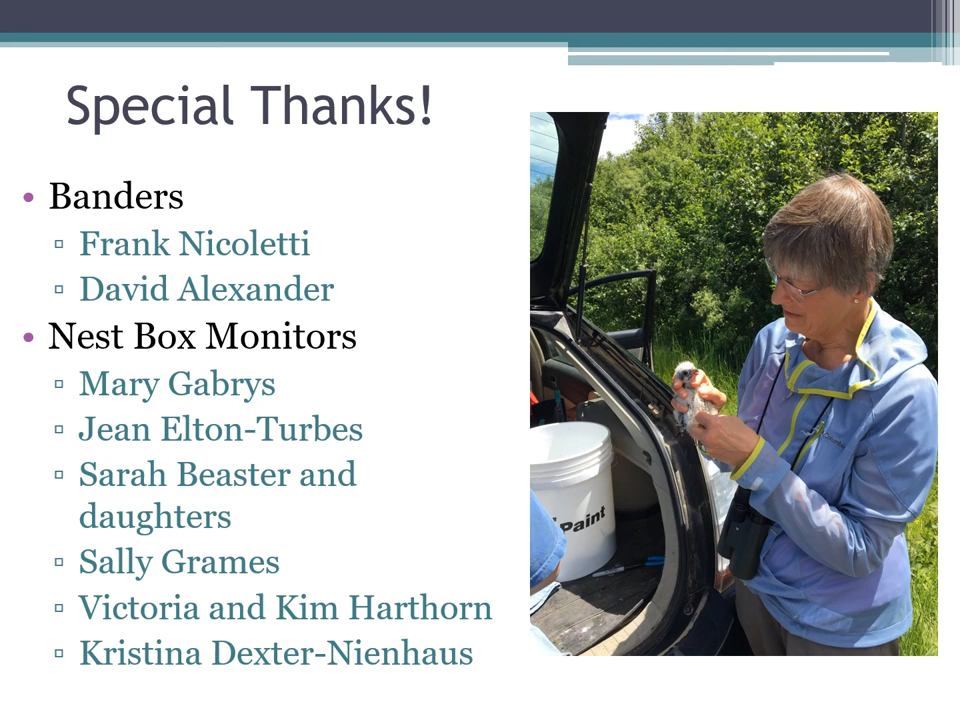 Special Thanks!
• Banders
▫ Frank Nicoletti
▫ David Alexander
• Nest Box Monitors
▫ Mary Gabrys
▫ Jean Elton-Turbes
▫ Sarah Beaster and
daughters
▫ Sally Grames
▫ Victoria and Kim Harthorn
▫ Kristina Dexter-Nienhaus
Paint